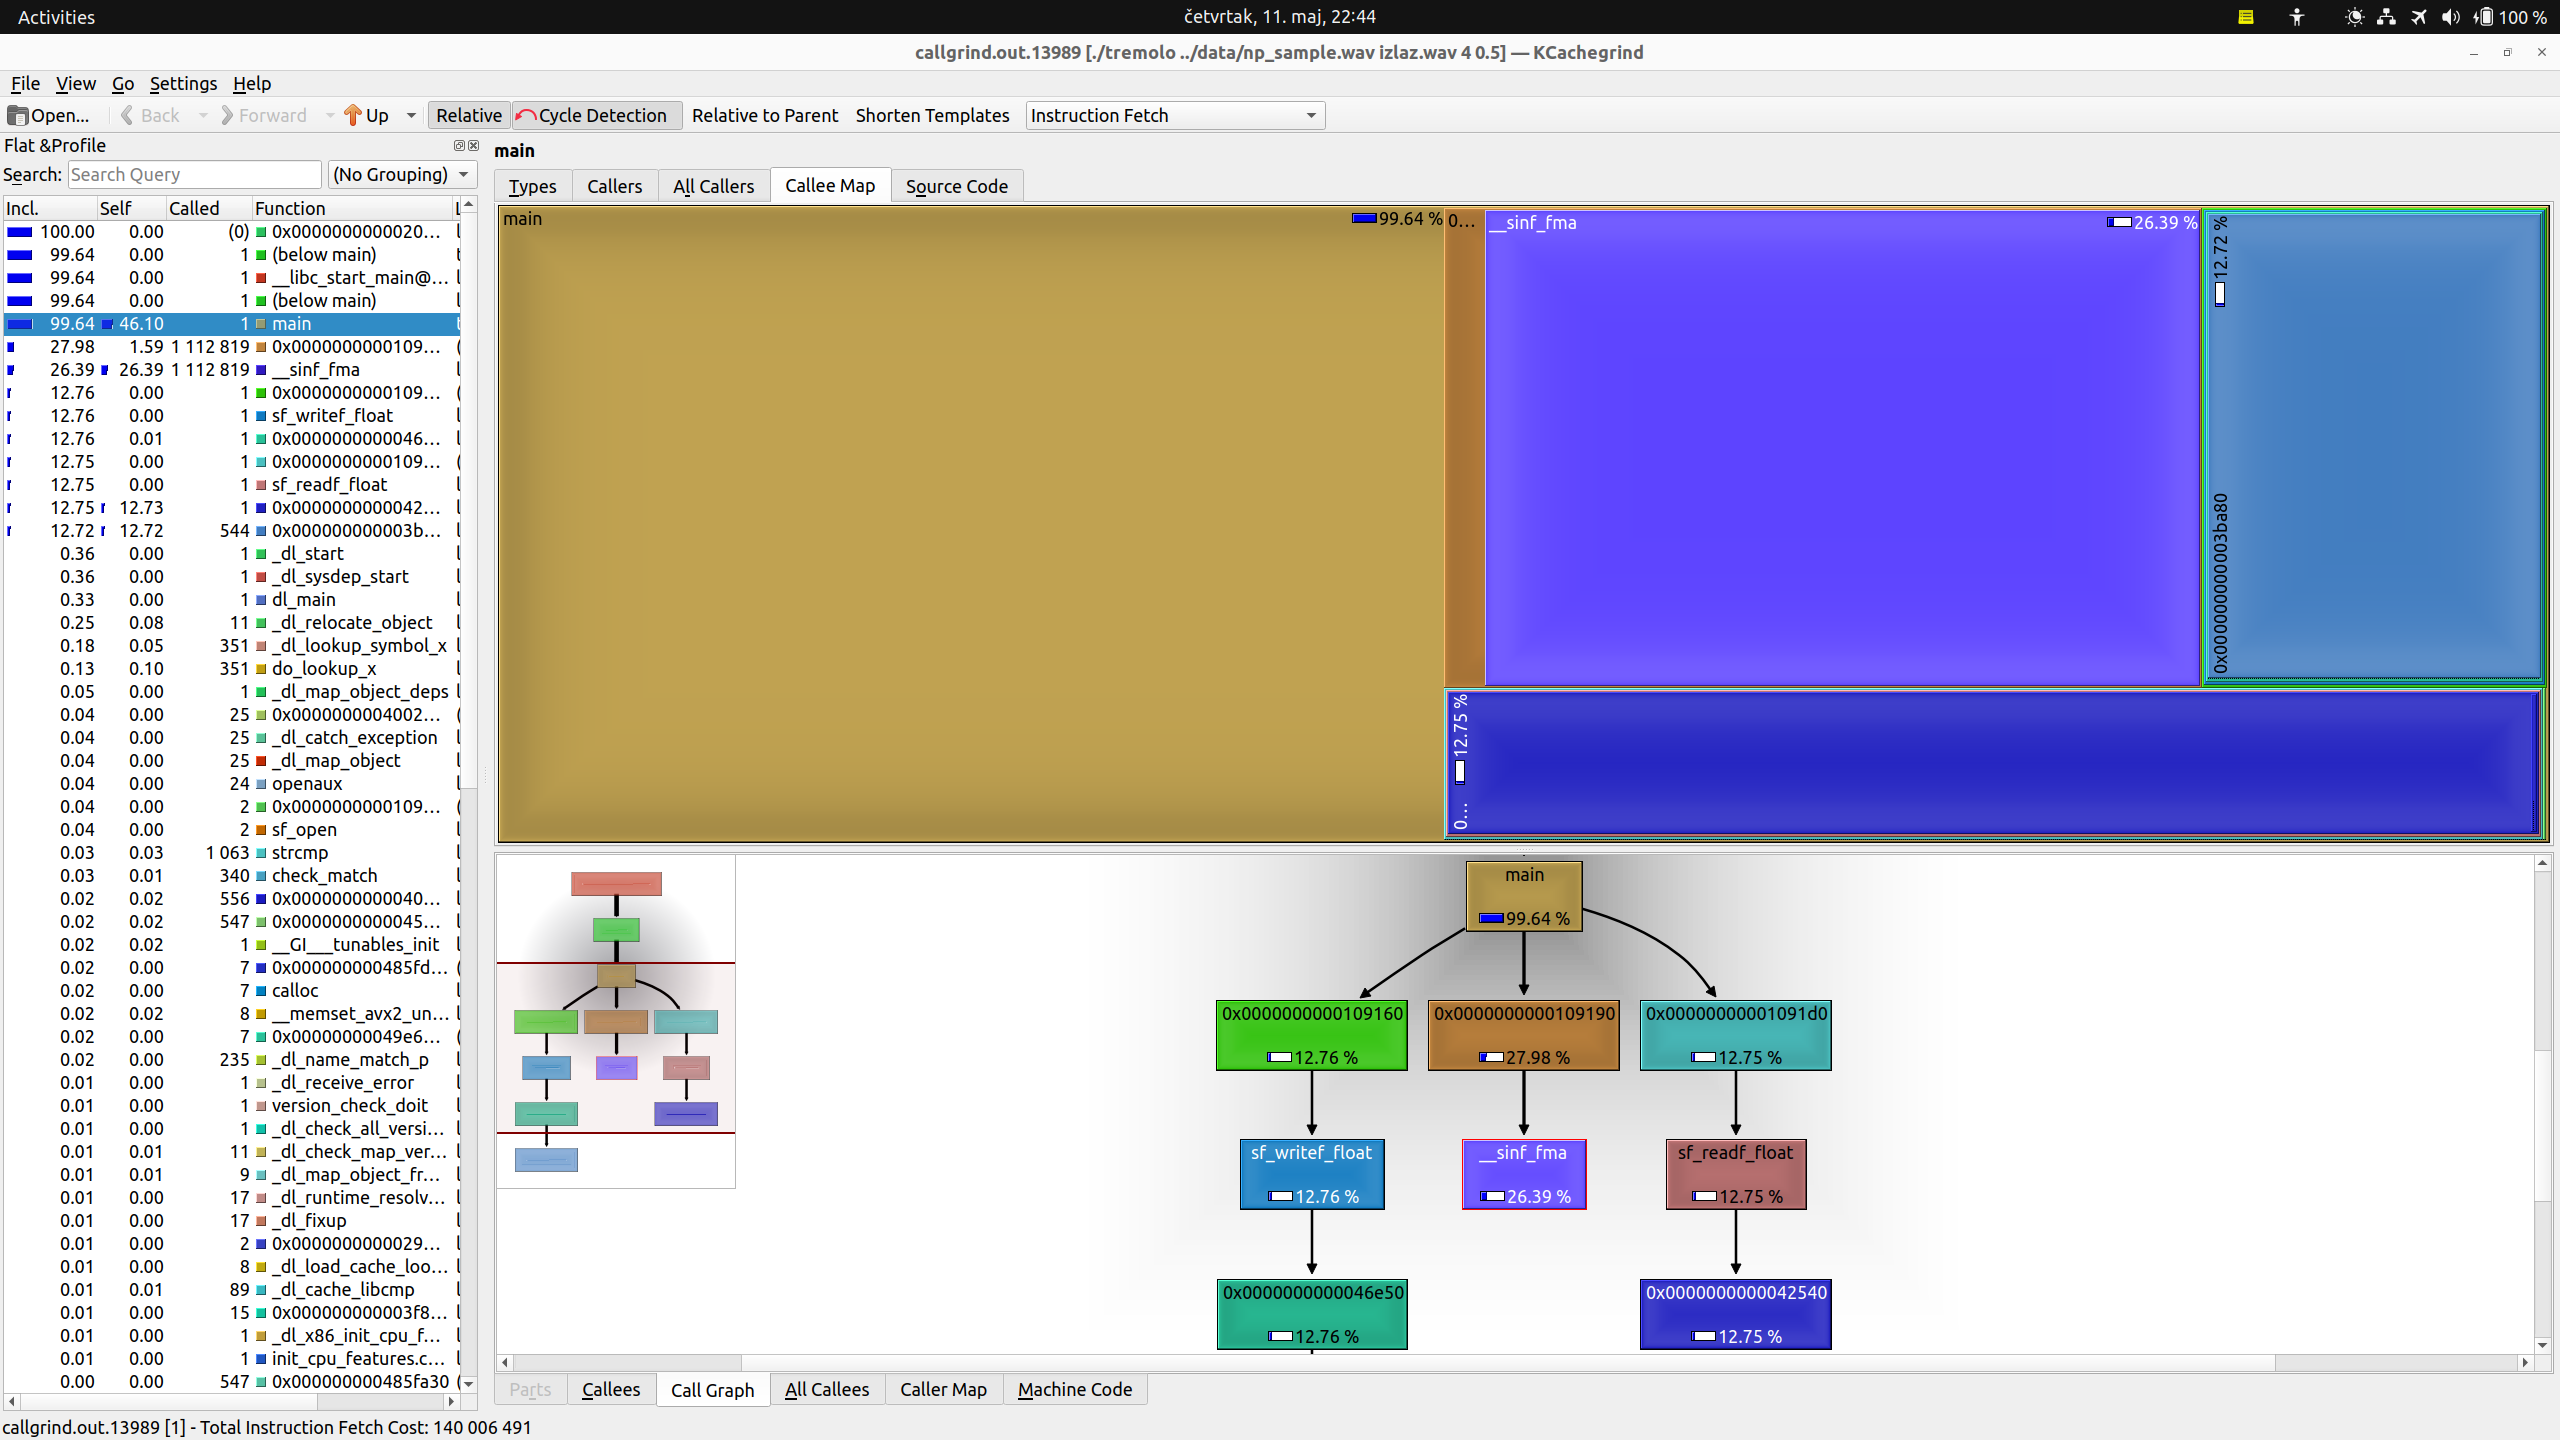 Activities
četvrtak, 11. maj, 22:44
100 %
callgrind.out.13989 [./tremolo ../data/np_sample.wav izlaz.wav 4 0.5] — KCachegrind
File View Go Settings Help
Open... Back Forward Up Relative Cycle Detection Relative to Parent Shorten Templates Instruction Fetch
Flat &Profile
Search: Search Query (No Grouping)
Incl. Self Called Function
100.00 0.00 (0) 0x0000000000020...
99.64 0.00 1 (below main)
99.64 0.00 1 __libc_start_main@...
99.64 0.00 1 (below main)
99.64 46.10 1 main
27.98 1.59 1 112 819 0x0000000000109...
26.39 26.39 1 112 819 __sinf_fma
12.76 0.00 1 0x0000000000109...
12.76 0.00 1 sf_writef_float
12.76 0.01 1 0x0000000000046...
12.75 0.00 1 0x0000000000109...
12.75 0.00 1 sf_readf_float
12.75 12.73 1 0x0000000000042...
12.72 12.72 544 0x000000000003b...
0.36 0.00 1 _dl_start
0.36 0.00 1 _dl_sysdep_start
0.33 0.00 1 dl_main
0.25 0.08 11 _dl_relocate_object
0.18 0.05 351 _dl_lookup_symbol_x
0.13 0.10 351 do_lookup_x
0.05 0.00 1 _dl_map_object_deps
0.04 0.00 25 0x0000000004002...
0.04 0.00 25 _dl_catch_exception
0.04 0.00 25 _dl_map_object
0.04 0.00 24 openaux
0.04 0.00 2 0x0000000000109...
0.04 0.00 2 sf_open
0.03 0.03 1 063 strcmp
0.03 0.01 340 check_match
0.02 0.02 556 0x0000000000040...
0.02 0.02 547 0x0000000000045...
0.02 0.02 1 __GI___tunables_init
0.02 0.00 7 0x000000000485fd...
0.02 0.00 7 calloc
0.02 0.02 8 __memset_avx2_un...
0.02 0.00 7 0x00000000049e6...
0.02 0.00 235 _dl_name_match_p
0.01 0.00 1 _dl_receive_error
0.01 0.00 1 version_check_doit
0.01 0.00 1 _dl_check_all_versi...
0.01 0.01 11 _dl_check_map_ver...
0.01 0.01 9 _dl_map_object_fr...
0.01 0.00 17 _dl_runtime_resolv...
0.01 0.00 17 _dl_fixup
0.01 0.00 2 0x0000000000029...
0.01 0.00 8 _dl_load_cache_loo...
0.01 0.01 89 _dl_cache_libcmp
0.01 0.00 15 0x000000000003f8...
0.01 0.00 1 _dl_x86_init_cpu_f...
0.01 0.00 1 init_cpu_features.c...
0.00 0.00 547 0x000000000485fa30
main
Types Callers All Callers Callee Map Source Code
main 99.64 %
0...
__sinf_fma 26.39 %
0x000000000003ba80 12.72 %
0... 12.75 %
main
99.64 %
0x0000000000109160 0x0000000000109190 0x00000000001091d0
12.76 % 27.98 % 12.75 %
sf_writef_float __sinf_fma sf_readf_float
12.76 % 26.39 % 12.75 %
0x0000000000046e50 0x0000000000042540
12.76 % 12.75 %
Parts Callees Call Graph All Callees Caller Map Machine Code
callgrind.out.13989 [1] - Total Instruction Fetch Cost: 140 006 491